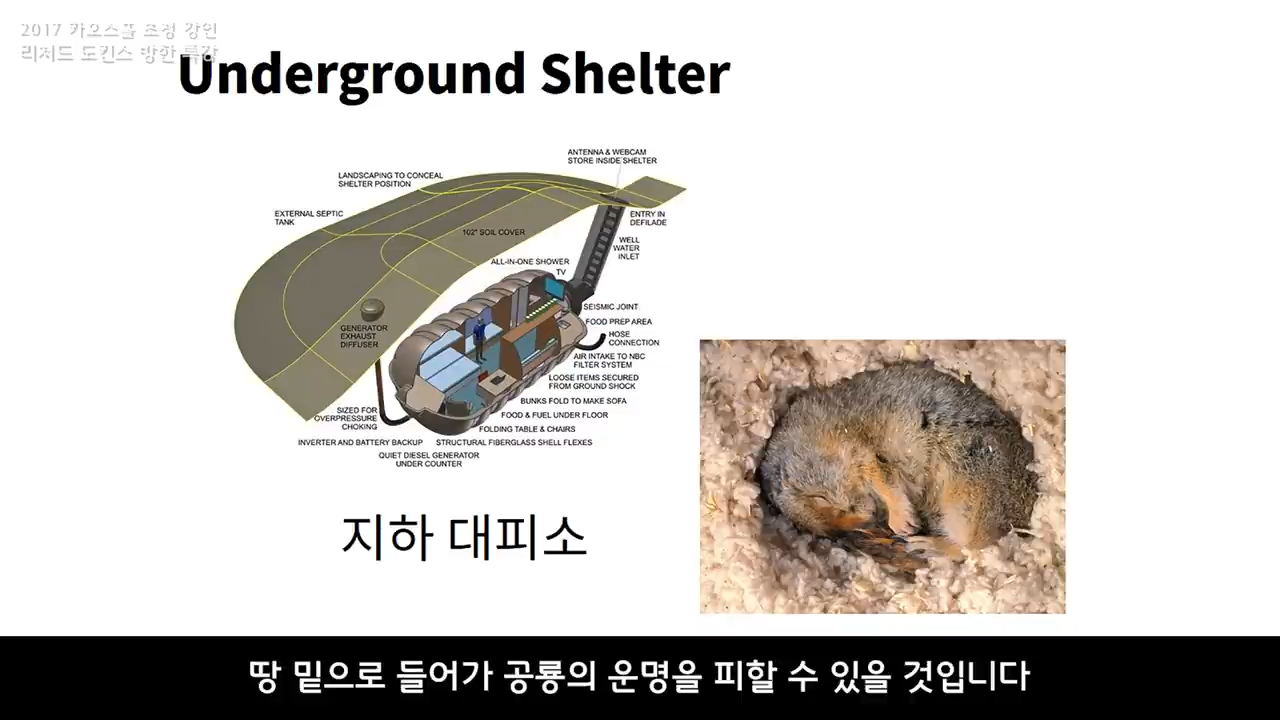 2017 카오스홀 초청 강연
리처드 도킨스 방한 특강
Underground Shelter
ANTENNA & WEBCAM
STORE INSIDE SHELTER
LANDSCAPING TO CONCEAL
SHELTER POSITION
EXTERNAL SEPTIC
TANK
ENTRY IN
DEFILADE
102" SOIL COVER
WELL
WATER
INLET
ALL-IN-ONE SHOWER
TV
SEISMIC JOINT
FOOD PREP AREA
GENERATOR
EXHAUST
DIFFUSER
HOSE
CONNECTION
AIR INTAKE TO NBC
FILTER SYSTEM
LOOSE ITEMS SECURED
FROM GROUND SHOCK
BUNKS FOLD TO MAKE SOFA
SIZED FOR
OVERPRESSURE
CHOKING
FOOD & FUEL UNDER FLOOR
FOLDING TABLE & CHAIRS
INVERTER AND BATTERY BACKUP
STRUCTURAL FIBERGLASS SHELL FLEXES
QUIET DIESEL GENERATOR
UNDER COUNTER
지하 대피소
땅 밑으로 들어가 공룡의 운명을 피할 수 있을 것입니다